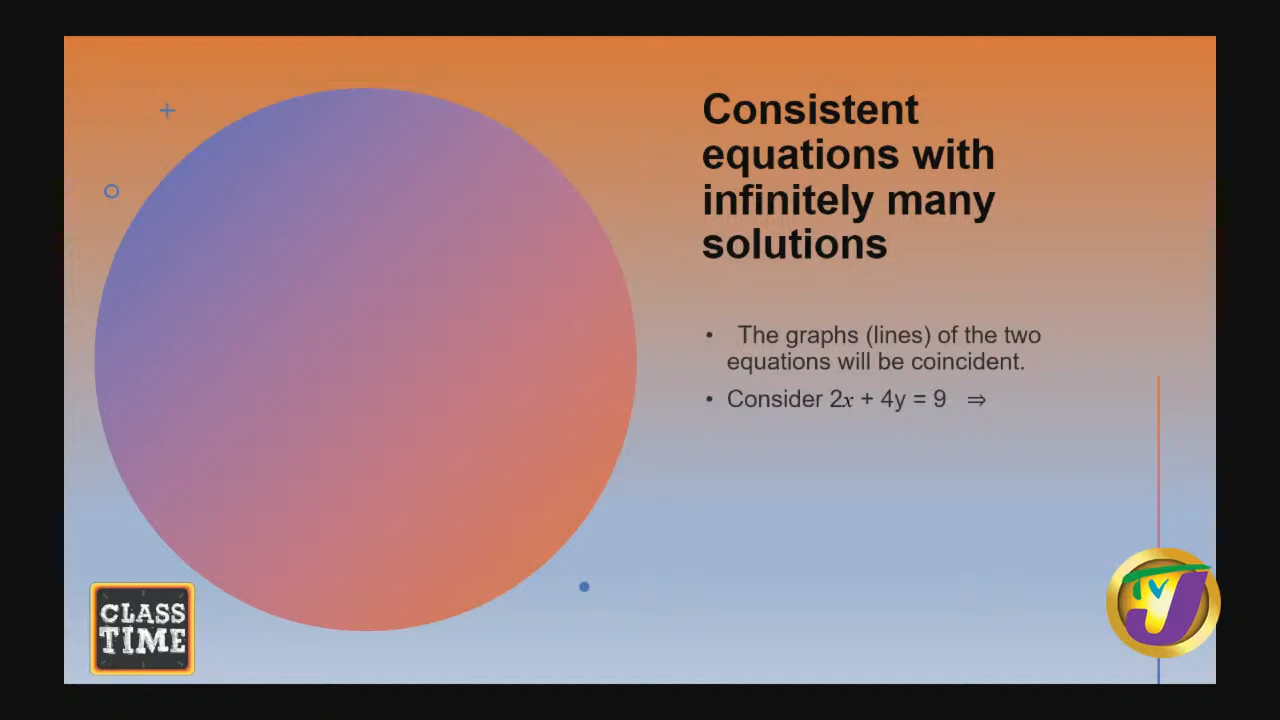 Consistent
equations with
infinitely many
solutions
• The graphs (lines) of the two
equations will be coincident.
• Consider 2x + 4y = 9 ⇒
CLASS
TIME
TVJ